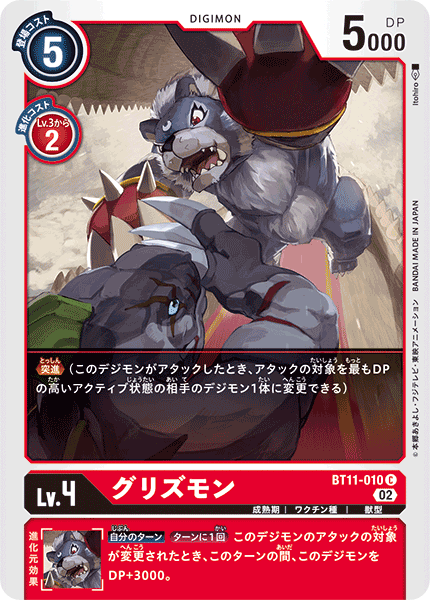 登場コスト
5
DIGIMON
DP
5000
進化コスト
Lv.3から
2
Itohiro
BANDAI MADE IN JAPAN
© 本郷あきよし・フジテレビ・東映アニメーション
突進 (このデジモンがアタックしたとき、アタックの対象を最もDP
の高いアクティブ状態の相手のデジモン1体に変更できる)
BT11-010 C
02
Lv.4
グリズモン
成熟期 | ワクチン種 | 獣型
進化元効果
自分のターン ターンに1回 このデジモンのアタックの対象
が変更されたとき、このターンの間、このデジモンを
DP+3000。